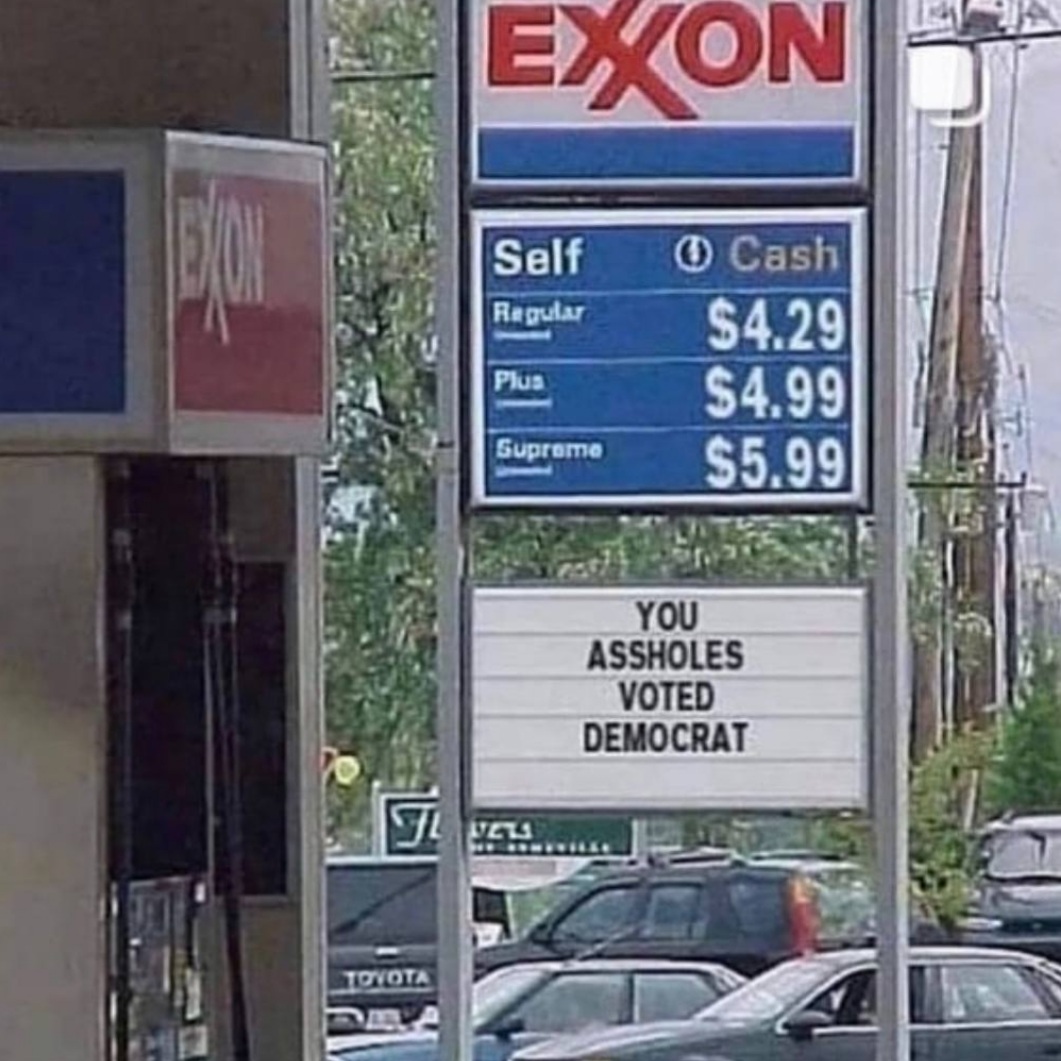 EXXON
EXXON
Self Cash
Regular $4.29
Plus $4.99
Supreme $5.99
YOU
ASSHOLES
VOTED
DEMOCRAT
TOYOTA